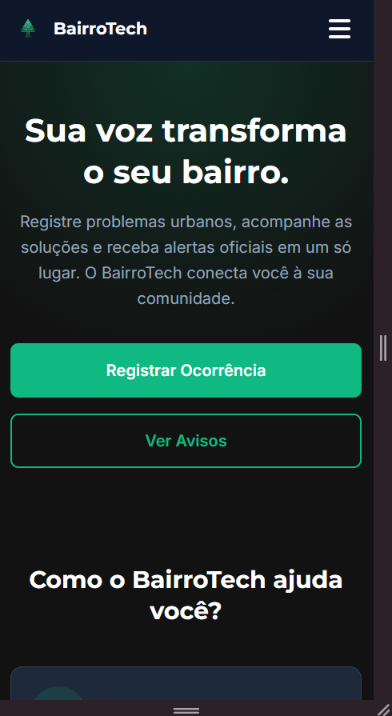 BairroTech
Sua voz transforma
o seu bairro.
Registre problemas urbanos, acompanhe as
soluções e receba alertas oficiais em um só
lugar. O BairroTech conecta você à sua
comunidade.
Registrar Ocorrência
Ver Avisos
Como o BairroTech ajuda
você?